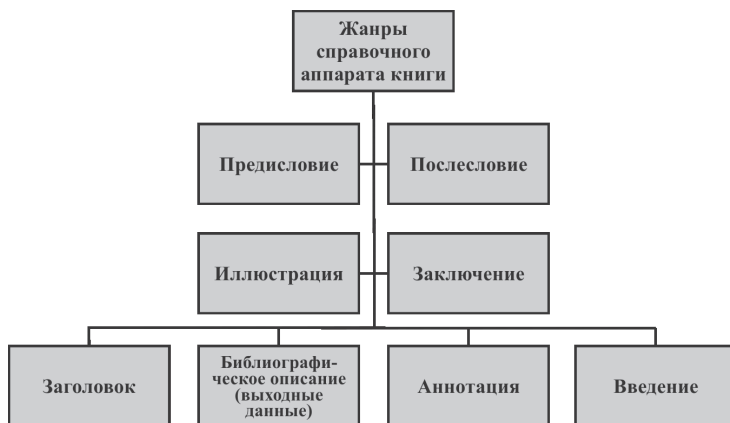 Жанры
справочного
аппарата книги
Предисловие
Послесловие
Иллюстрация
Заключение
Заголовок
Библиографи-
ческое описание
(выходные
данные)
Аннотация
Введение